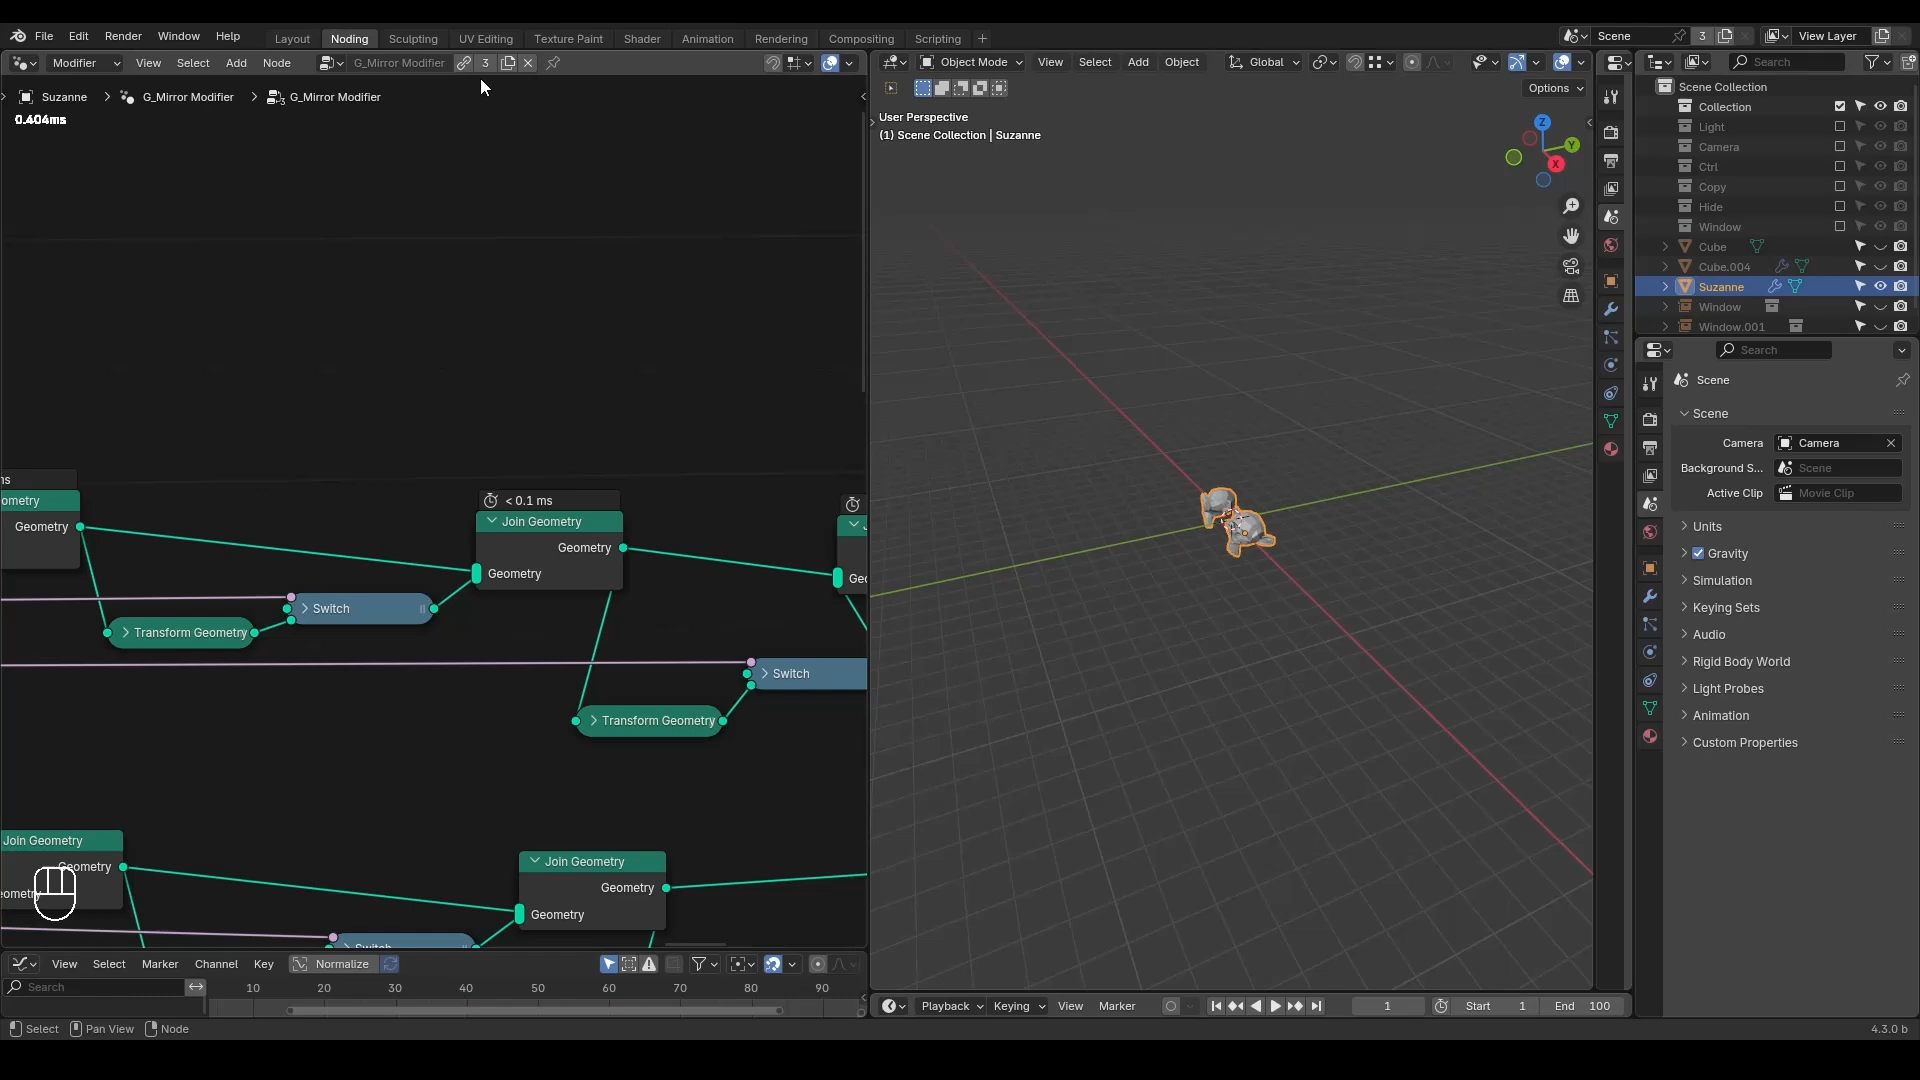 File Edit Render Window Help Layout Noding Sculpting UV Editing Texture Paint Shader Animation Rendering Compositing Scripting + Scene 3 View Layer
Modifier View Select Add Node G_Mirror Modifier 3
Object Mode View Select Add Object Global
Search
Suzanne > G_Mirror Modifier > G_Mirror Modifier
0.404ms
Options
User Perspective
(1) Scene Collection | Suzanne
Z
Y
X
Scene Collection
Collection
Light
Camera
Ctrl
Copy
Hide
Window
Cube
Cube.004
Suzanne
Window
Window.001
Search
Scene
Scene
Camera Camera
Background S... Scene
Active Clip Movie Clip
Units
Gravity
Simulation
Keying Sets
Audio
Rigid Body World
Light Probes
Animation
Custom Properties
ns
ometry
Geometry
< 0.1 ms
Join Geometry
Geometry
Geometry
Geo
Switch
Transform Geometry
Switch
Transform Geometry
Join Geometry
Geometry
eometry
Join Geometry
Geometry
Geometry
Switch
View Select Marker Channel Key Normalize
Search
10 20 30 40 50 60 70 80 90
Playback Keying View Marker 1 Start 1 End 100
Select Pan View Node
4.3.0 b